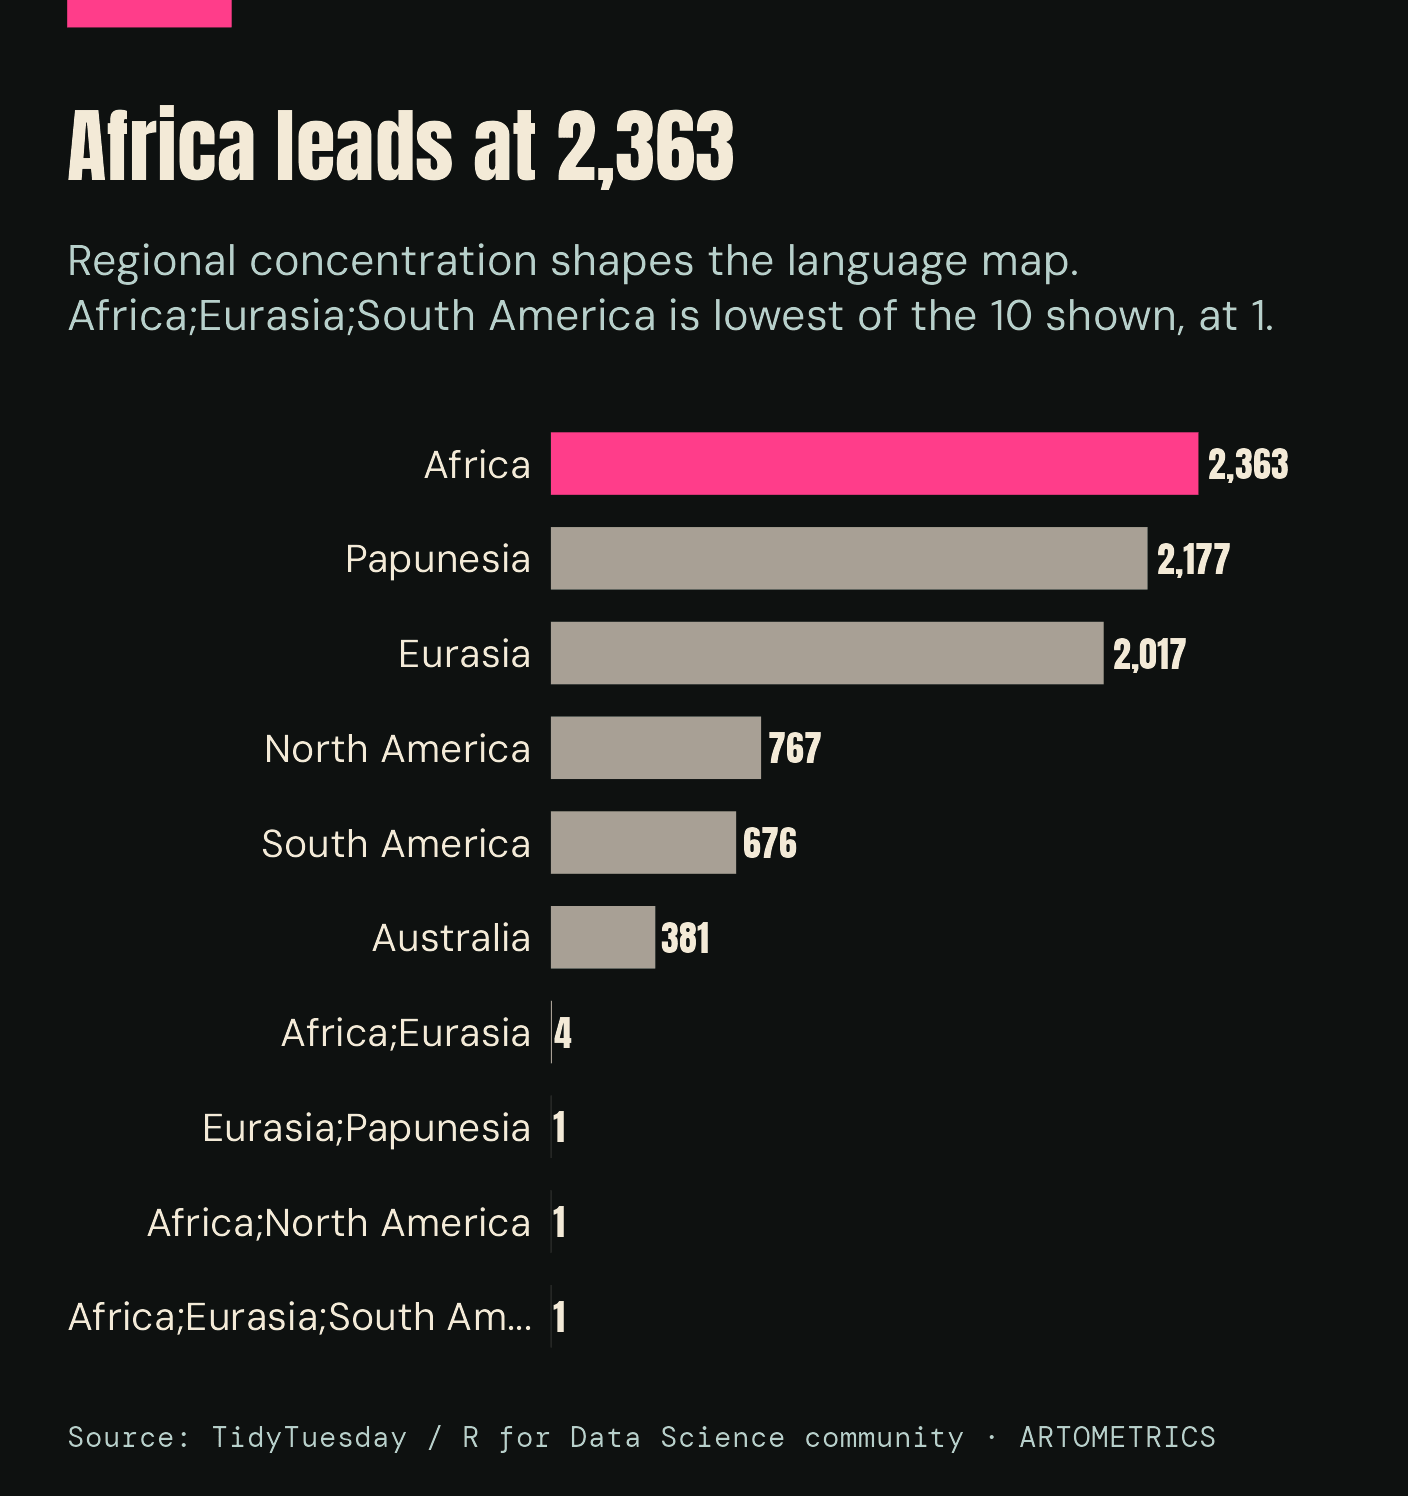 Africa leads at 2,363
Regional concentration shapes the language map.
Africa;Eurasia;South America is lowest of the 10 shown, at 1.
Africa 2,363
Papunesia 2,177
Eurasia 2,017
North America 767
South America 676
Australia 381
Africa;Eurasia 4
Eurasia;Papunesia 1
Africa;North America 1
Africa;Eurasia;South Am... 1
Source: TidyTuesday / R for Data Science community · ARTOMETRICS